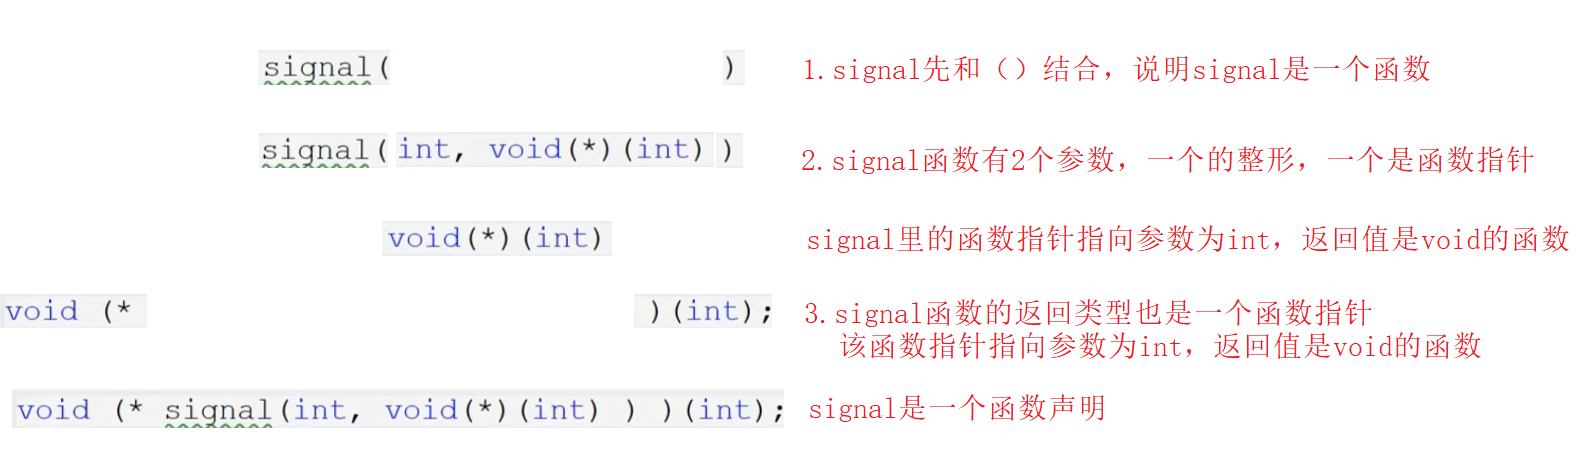 signal( ) 1.signal先和（）结合，说明signal是一个函数
signal( int, void(*)(int) ) 2.signal函数有2个参数，一个的整形，一个是函数指针
void(*)(int) signal里的函数指针指向参数为int，返回值是void的函数
void (* )(int); 3.signal函数的返回类型也是一个函数指针
该函数指针指向参数为int，返回值是void的函数
void (* signal(int, void(*)(int) ) )(int); signal是一个函数声明